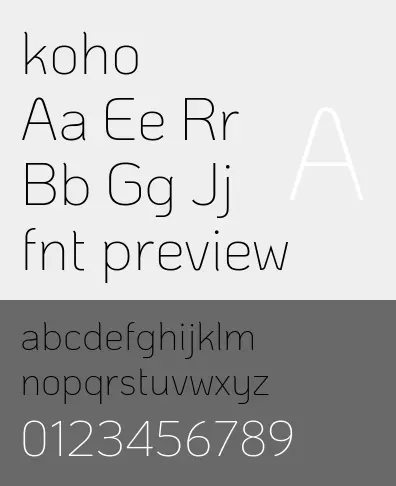 koho
Aa Ee Rr
A
Bb Gg Jj
fnt preview
abcdefghijklm
nopqrstuvwxyz
0123456789